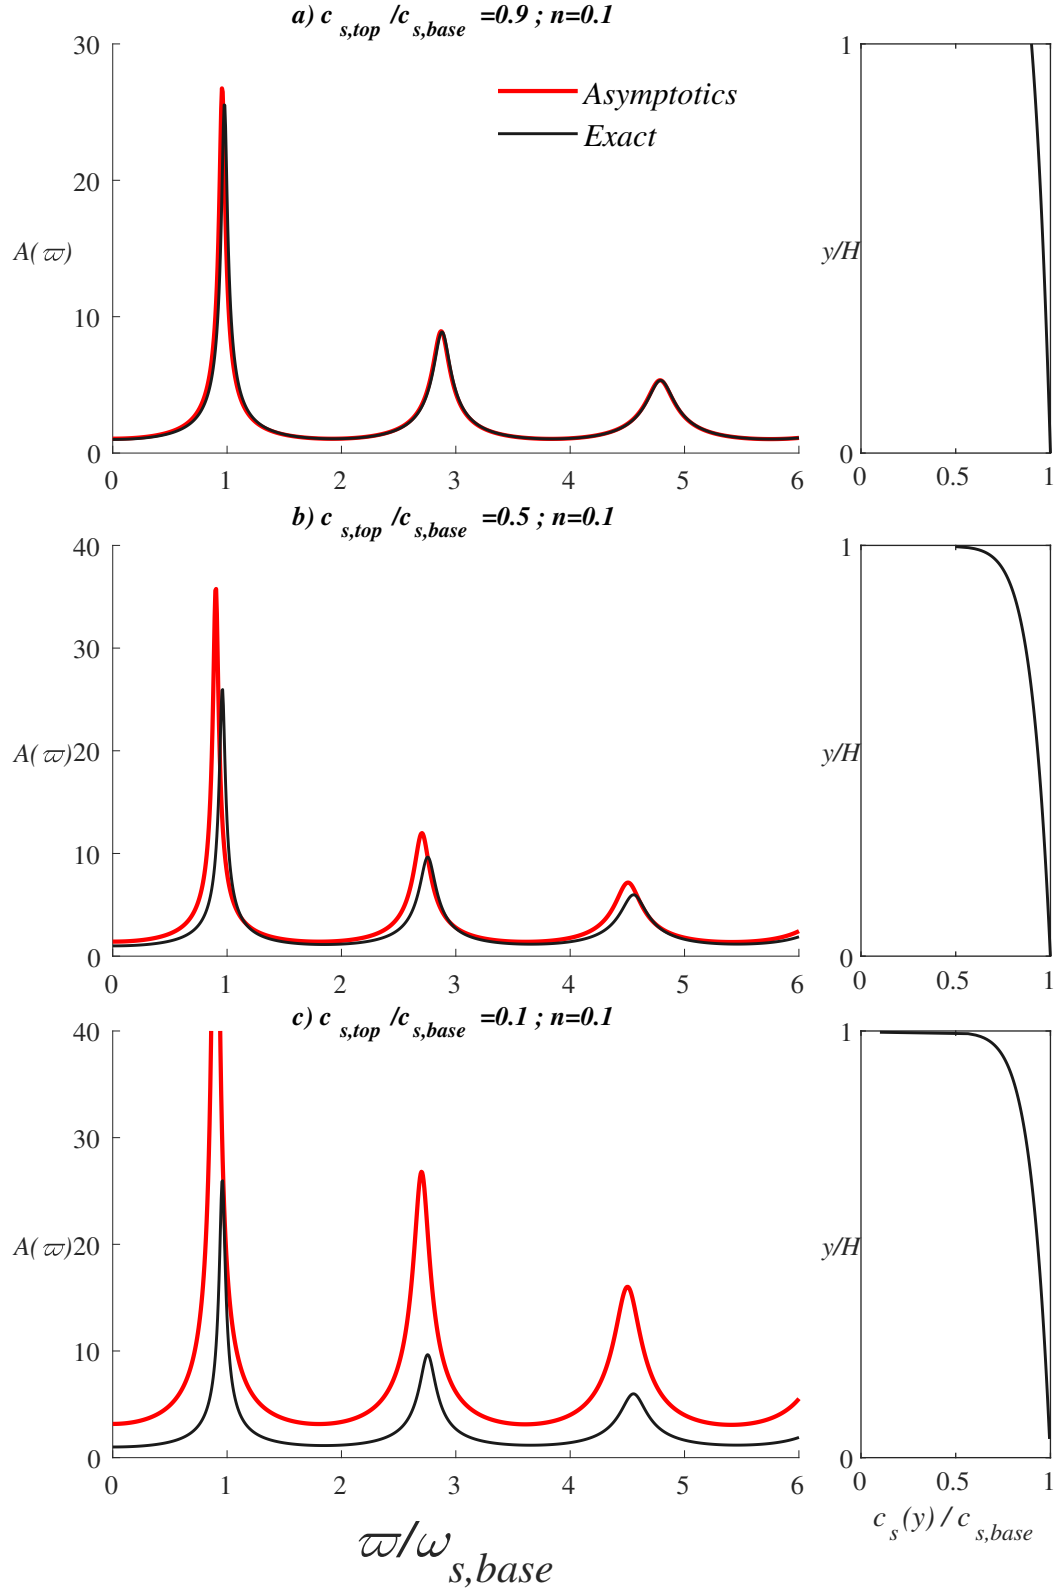 a) c s,top /c s,base =0.9 ; n=0.1
30
20
10
0
A(ϖ)
Asymptotics
Exact
0 1 2 3 4 5 6
1
y/H
0
0 0.5 1
b) c s,top /c s,base =0.5 ; n=0.1
40
30
A(ϖ) 20
10
0
0 1 2 3 4 5 6
1
y/H
0
0 0.5 1
c) c s,top /c s,base =0.1 ; n=0.1
40
30
A(ϖ) 20
10
0
0 1 2 3 4 5 6
ϖ/ω s,base
1
y/H
0
0 0.5 1
c s (y) / c s,base